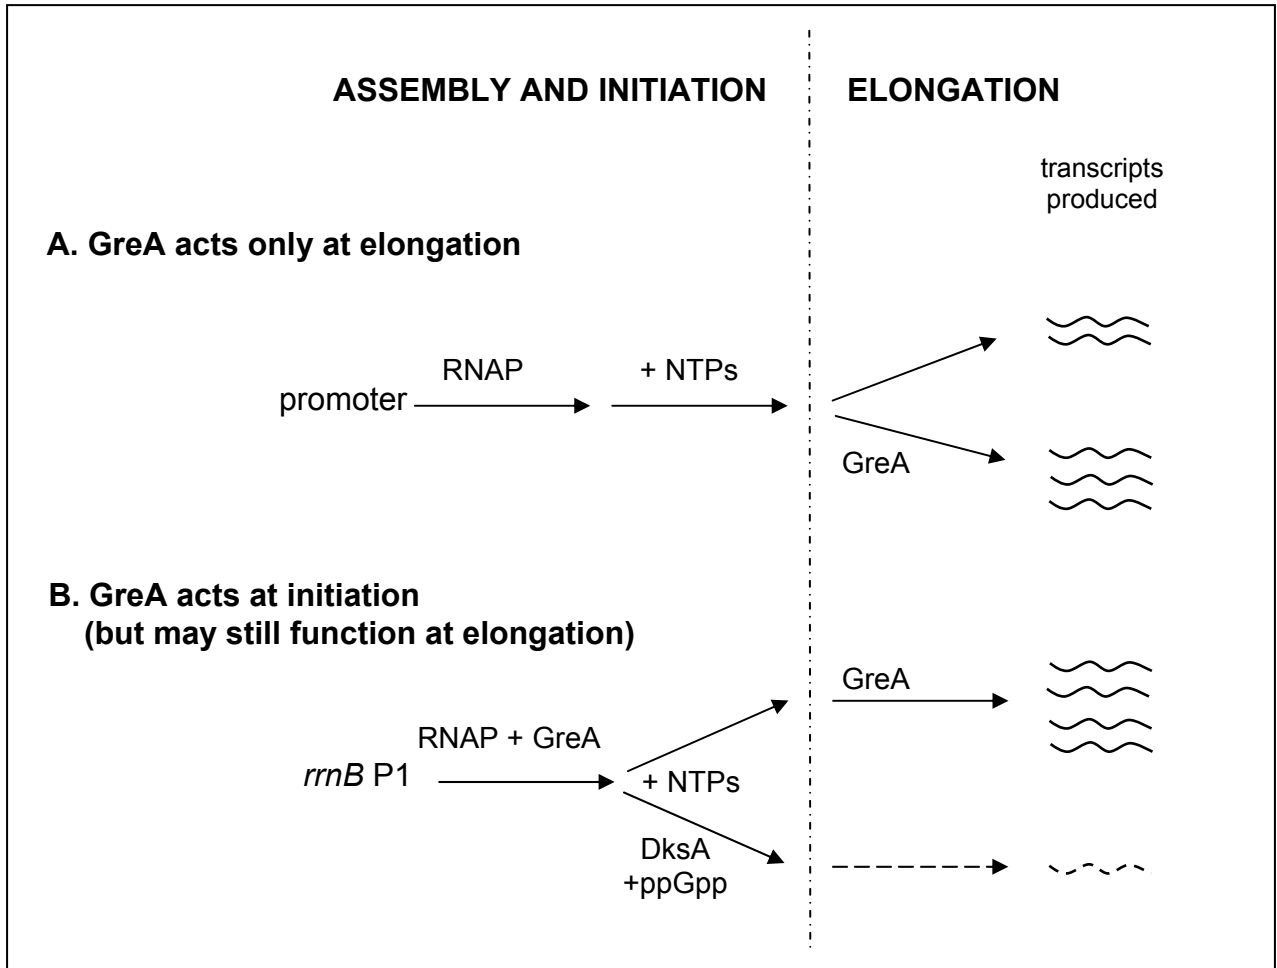 ASSEMBLY AND INITIATION
ELONGATION
transcripts
produced
A. GreA acts only at elongation
promoter
RNAP
+ NTPs
GreA
B. GreA acts at initiation
(but may still function at elongation)
GreA
RNAP + GreA
rrnB P1
+ NTPs
DksA
+ppGpp